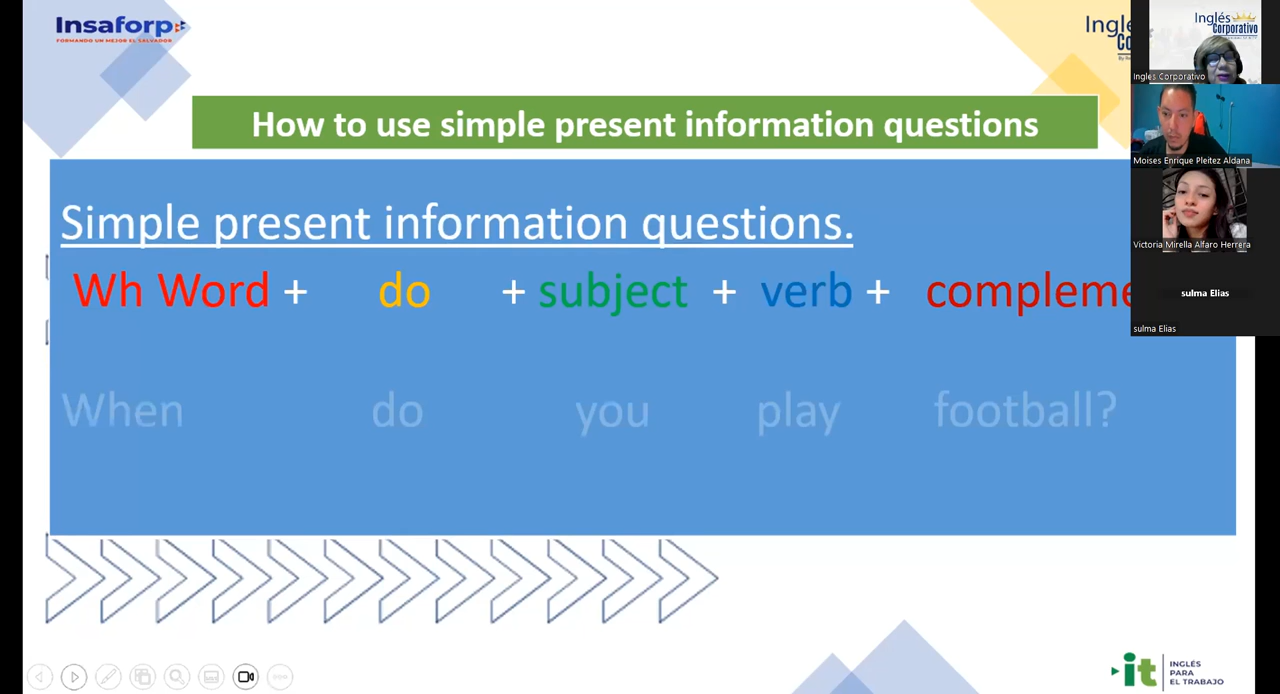 Insaforp
FORMANDO UN MEJOR EL SALVADOR
Inglés
Corporativo
Ingles Corporativo
How to use simple present information questions
Moises Enrique Pleitez Aldana
Simple present information questions.
Victoria Mirella Alfaro Herrera
Wh Word + do + subject + verb + compleme
sulma Elias
sulma Elias
When do you play football?
it
INGLÉS
PARA
EL TRABAJO